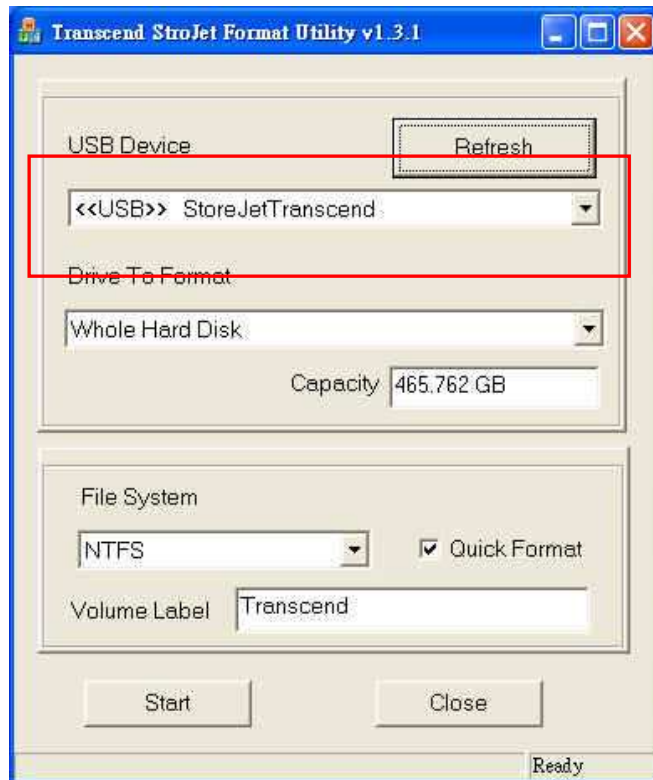 Transcend StroJet Format Utility v1.3.1
USB Device
Refresh
<<USB>> StoreJetTranscend
Drive To Format
Whole Hard Disk
Capacity 465.762 GB
File System
NTFS
Quick Format
Volume Label Transcend
Start Close
Ready